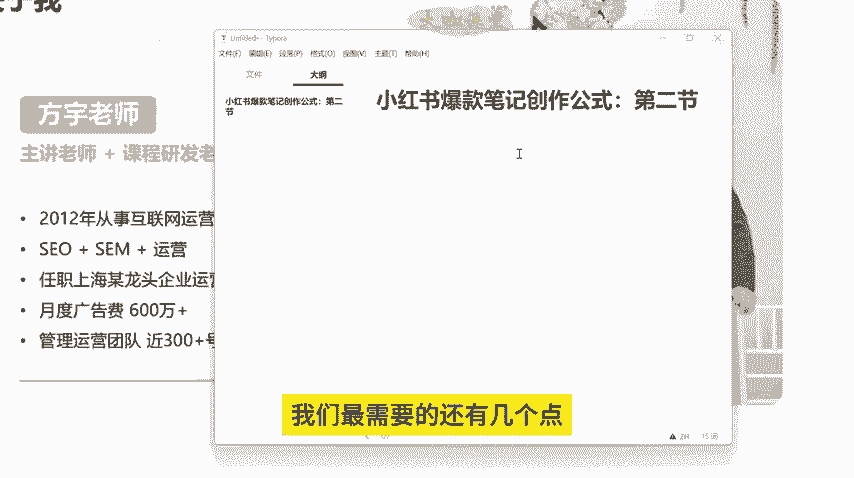 于我
Untitled - Typora
文件(F) 编辑(E) 段落(P) 格式(O) 视图(V) 主题(T) 帮助(H)
文件 大纲
小红书爆款笔记创作公式：第二
节
小红书爆款笔记创作公式：第二节
方宇老师
主讲老师 + 课程研发老
• 2012年从事互联网运营
• SEO + SEM + 运营
• 任职上海某龙头企业运营
• 月度广告费 600万+
• 管理运营团队 近300+号
我们最需要的还有几个点
15 词